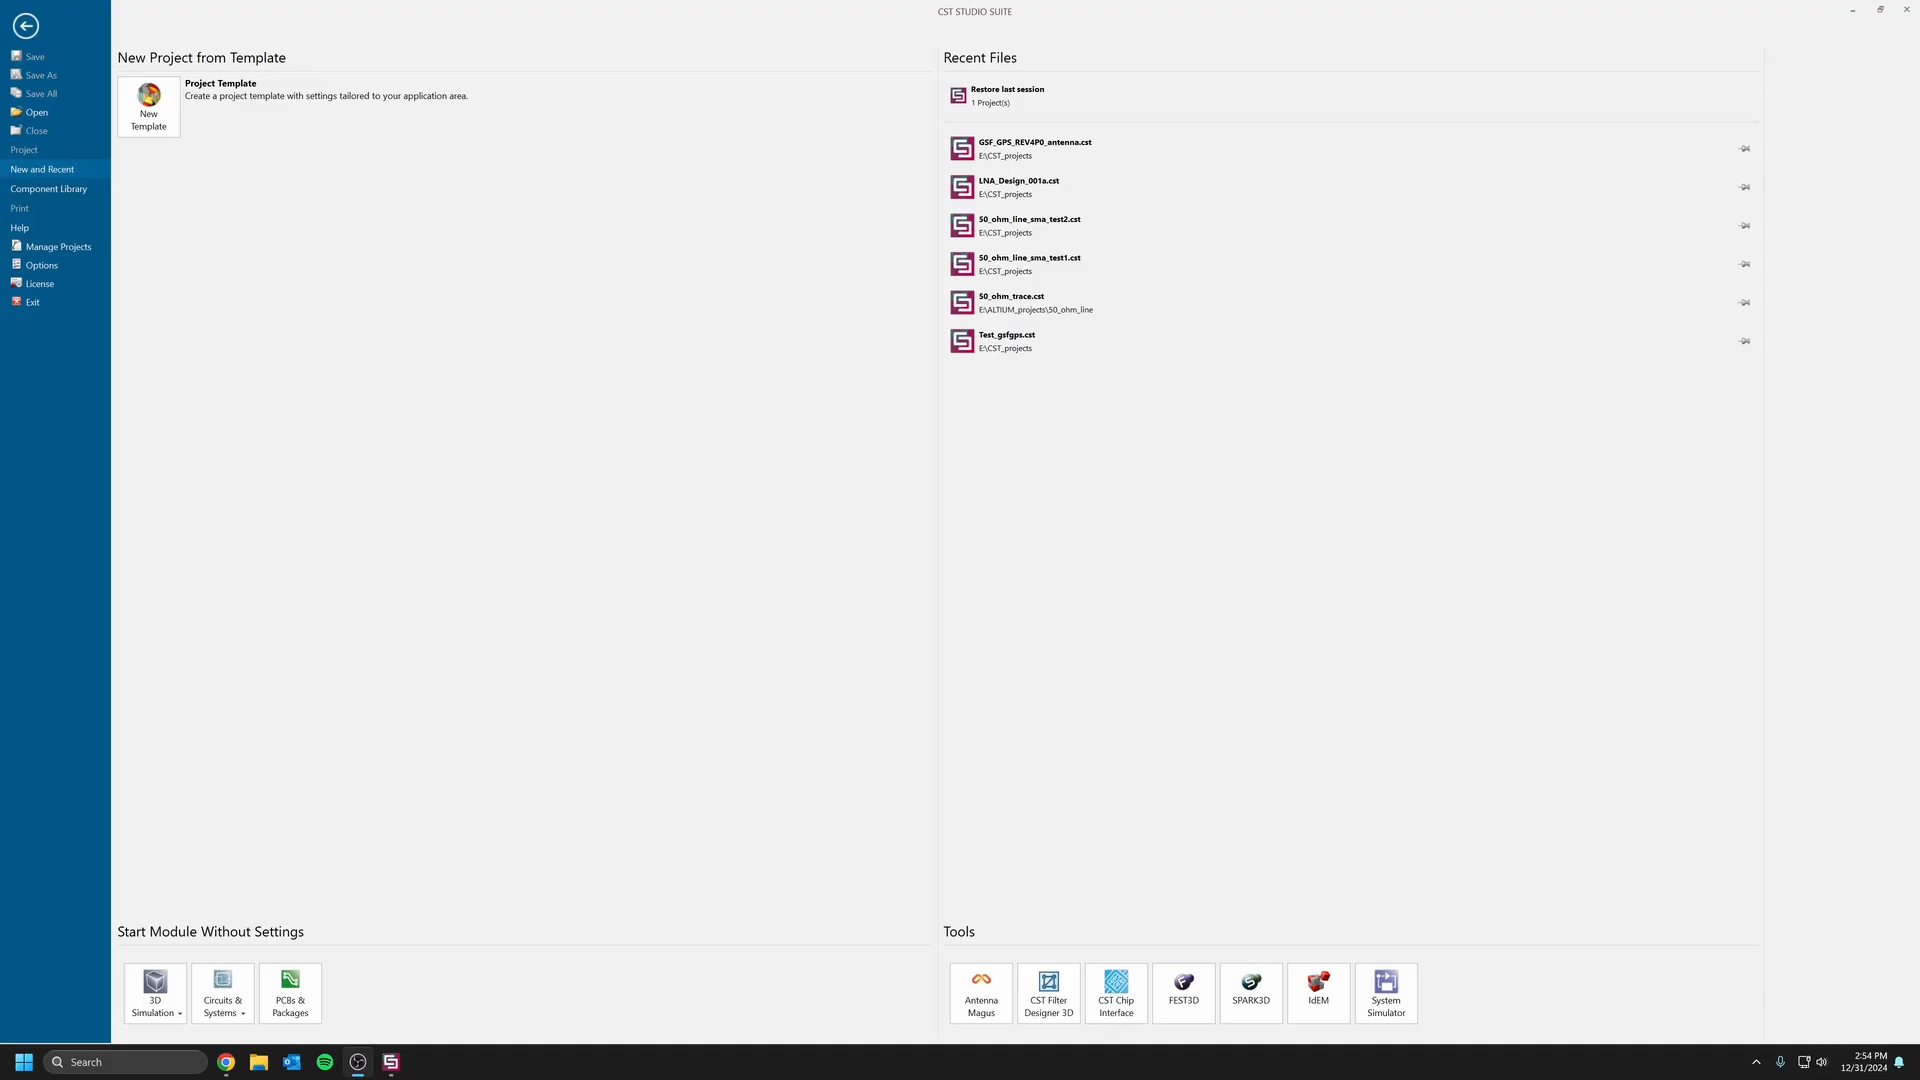 CST STUDIO SUITE
Save
Save As
Save All
Open
Close
Project
New and Recent
Component Library
Print
Help
Manage Projects
Options
License
Exit
New Project from Template
New
Template
Project Template
Create a project template with settings tailored to your application area.
Recent Files
Restore last session
1 Project(s)
GSF_GPS_REV4P0_antenna.cst
E:\CST_projects
LNA_Design_001a.cst
E:\CST_projects
50_ohm_line_sma_test2.cst
E:\CST_projects
50_ohm_line_sma_test1.cst
E:\CST_projects
50_ohm_trace.cst
E:\ALTIUM_projects\50_ohm_line
Test_gsfgps.cst
E:\CST_projects
Start Module Without Settings
3D
Simulation
Circuits &
Systems
PCBs &
Packages
Tools
Antenna
Magus
CST Filter
Designer 3D
CST Chip
Interface
FEST3D
SPARK3D
IdEM
System
Simulator
Search
2:54 PM
12/31/2024